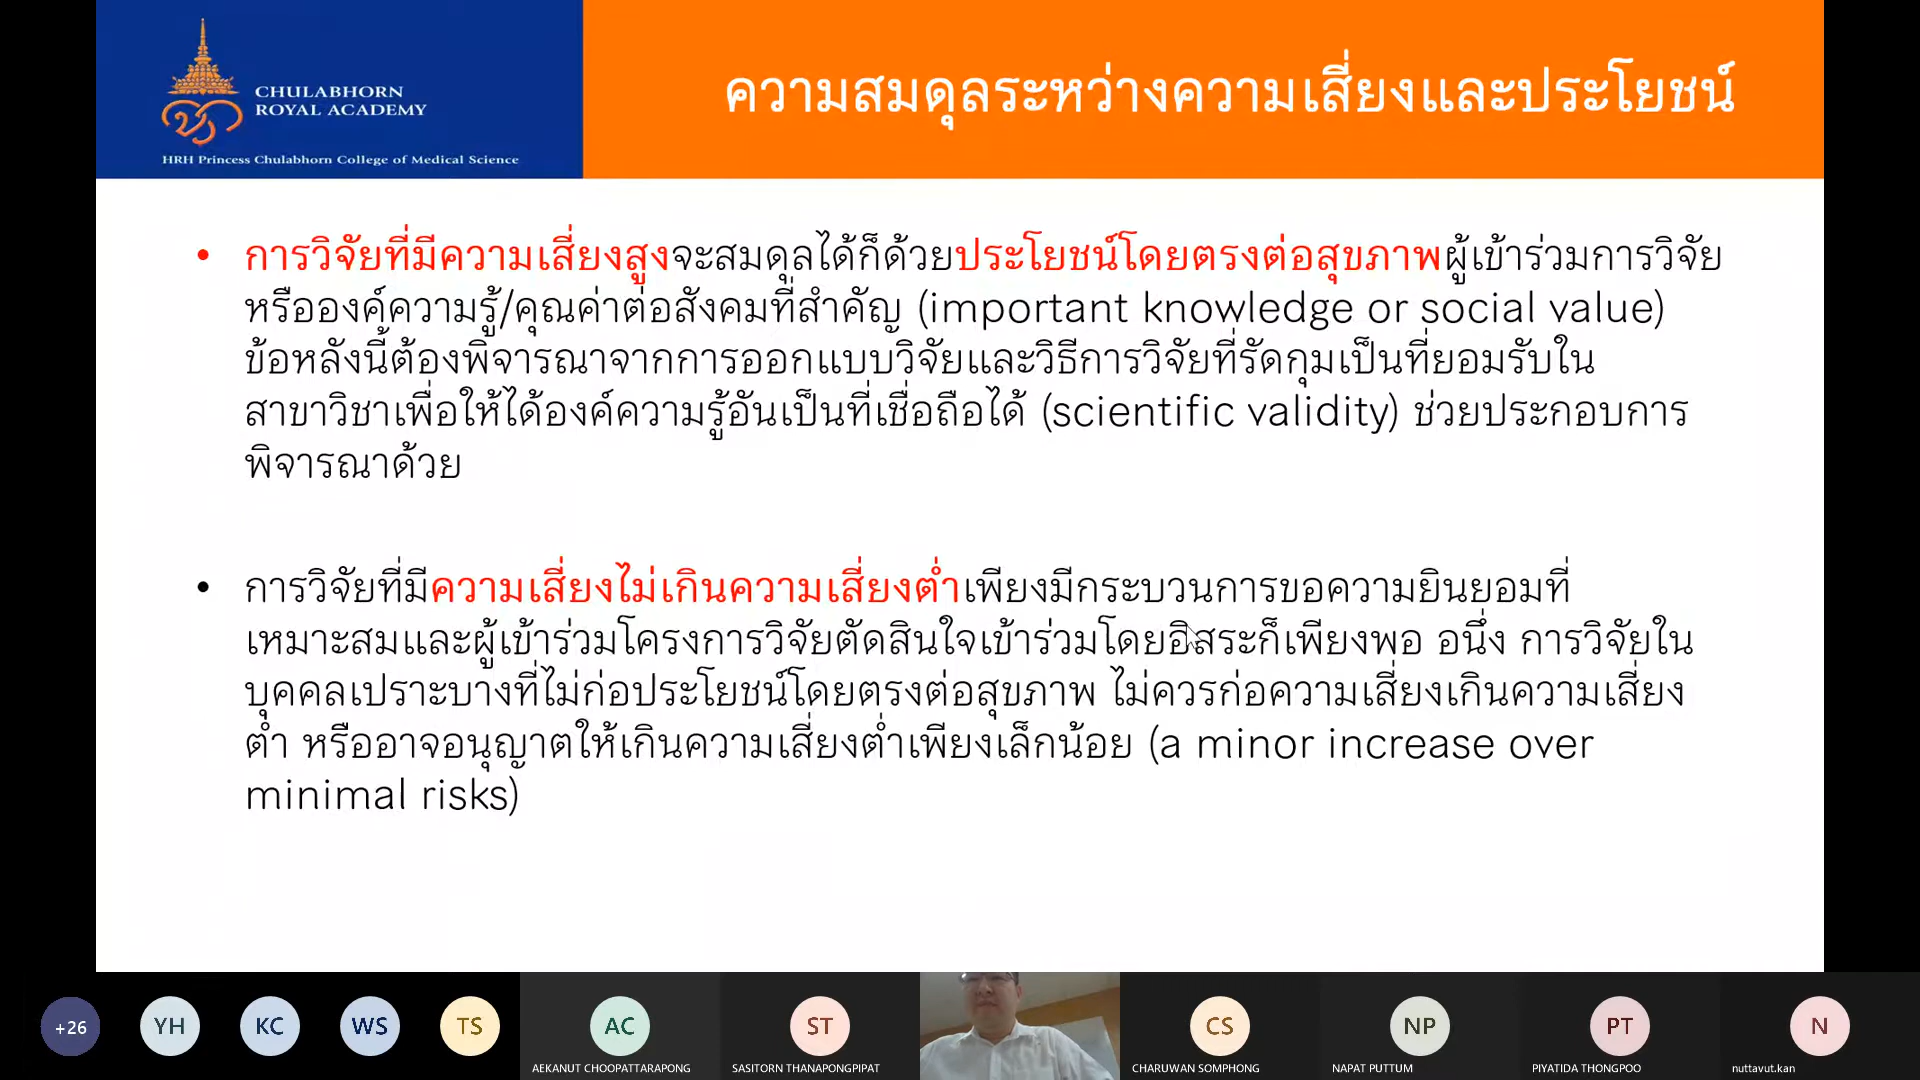 CHULABHORN
ROYAL ACADEMY
HRH Princess Chulabhorn College of Medical Science
ความสมดุลระหว่างความเสี่ยงและประโยชน์
• การวิจัยที่มีความเสี่ยงสูงจะสมดุลได้ก็ด้วยประโยชน์โดยตรงต่อสุขภาพผู้เข้าร่วมการวิจัย
หรือองค์ความรู้/คุณค่าต่อสังคมที่สำคัญ (important knowledge or social value)
ข้อหลังนี้ต้องพิจารณาจากการออกแบบวิจัยและวิธีการวิจัยที่รัดกุมเป็นที่ยอมรับใน
สาขาวิชาเพื่อให้ได้องค์ความรู้อันเป็นที่เชื่อถือได้ (scientific validity) ช่วยประกอบการ
พิจารณาด้วย
• การวิจัยที่มีความเสี่ยงไม่เกินความเสี่ยงต่ำเพียงมีกระบวนการขอความยินยอมที่
เหมาะสมและผู้เข้าร่วมโครงการวิจัยตัดสินใจเข้าร่วมโดยอิสระก็เพียงพอ อนึ่ง การวิจัยใน
บุคคลเปราะบางที่ไม่ก่อประโยชน์โดยตรงต่อสุขภาพ ไม่ควรก่อความเสี่ยงเกินความเสี่ยง
ต่ำ หรืออาจอนุญาตให้เกินความเสี่ยงต่ำเพียงเล็กน้อย (a minor increase over
minimal risks)
+26 YH KC WS TS AC ST CS NP PT N
AEKANUT CHOOPATTARAPONG SASITORN THANAPONGPIPAT CHARUWAN SOMPHONG NAPAT PUTTUM PIYATIDA THONGPOO nuttavut.kan